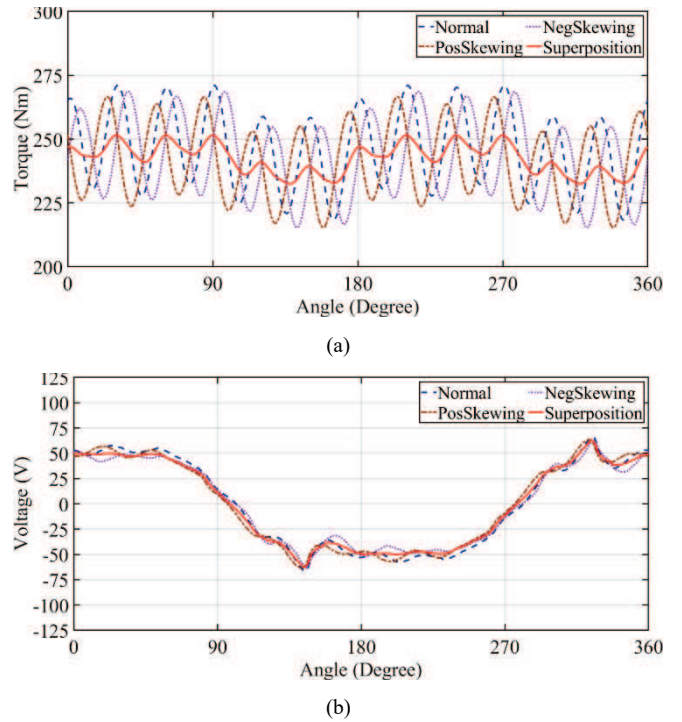 300
Normal NegSkewing
PosSkewing Superposition
275
250
225
200
Torque (Nm)
0 90 180 270 360
Angle (Degree)
(a)
125
Normal NegSkewing
100
PosSkewing Superposition
75
50
25
0
-25
-50
-75
-100
-125
Voltage (V)
0 90 180 270 360
Angle (Degree)
(b)